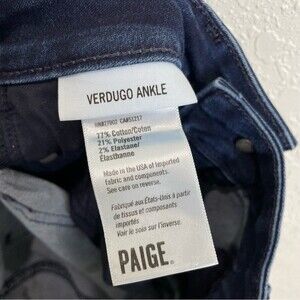 VERDUGO ANKLE
77% Cotton/Coton
21% Polyester
2% Elastane/
Élasthanne
Made in the USA of imported
fabric and components.
See care on reverse.
Fabriqué aux États-Unis à partir
de tissus et composants
importés
Voir le soin sur l'inverse.
PAIGE